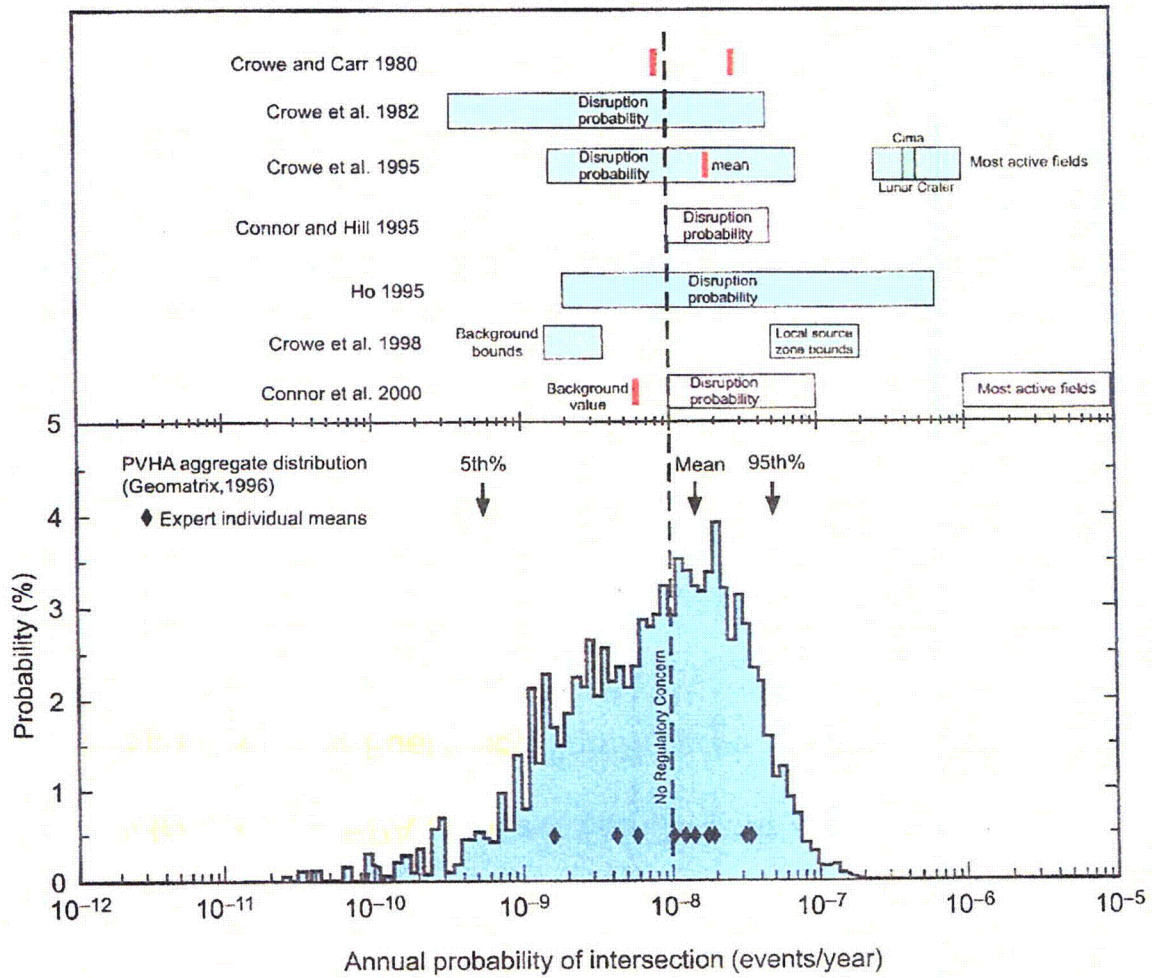 Crowe and Carr 1980
Crowe et al. 1982
Disruption
probability
Crowe et al. 1995
Disruption
probability
mean
Cima
Lunar Crater
Most active fields
Connor and Hill 1995
Disruption
probability
Ho 1995
Disruption
probability
Crowe et al. 1998
Background
bounds
Local source
zone bounds
Connor et al. 2000
Background
value
Disruption
probability
Most active fields
PVHA aggregate distribution
(Geomatrix,1996)
Expert individual means
5th%
Mean
95th%
No Regulatory Concern
Probability (%)
5
4
3
2
1
0
10−12
10−11
10−10
10−9
10−8
10−7
10−6
10−5
Annual probability of intersection (events/year)